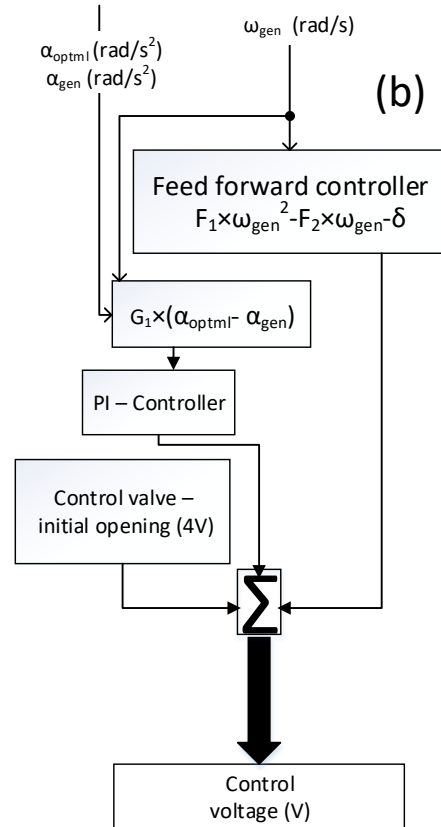 α_optml (rad/s²)
α_gen (rad/s²)
ω_gen (rad/s)
(b)
Feed forward controller
F₁×ω_gen²-F₂×ω_gen-δ
G₁×(α_optml- α_gen)
PI – Controller
Control valve –
initial opening (4V)
Σ
Control
voltage (V)